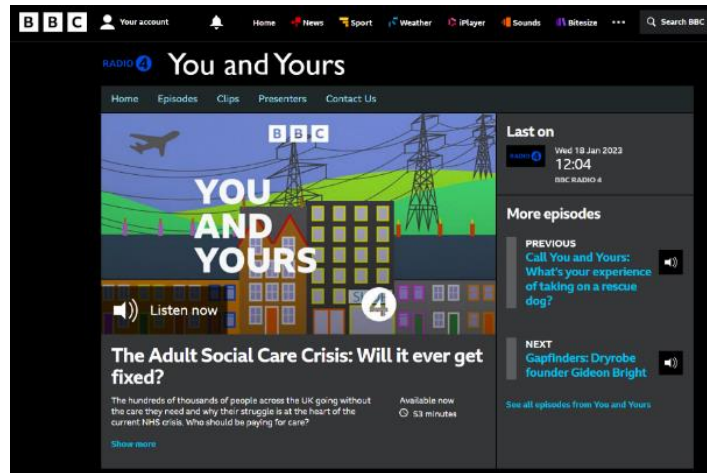 BBC Your account Home News Sport Weather iPlayer Sounds Bitesize ••• Search BBC
RADIO 4 You and Yours
Home Episodes Clips Presenters Contact Us
BBC
YOU
AND
YOURS
4
Listen now
The Adult Social Care Crisis: Will it ever get
fixed?
The hundreds of thousands of people across the UK going without
the care they need and why their struggle is at the heart of the
current NHS crisis. Who should be paying for care?
Available now
53 minutes
Show more
Last on
RADIO 4
Wed 18 Jan 2023
12:04
BBC RADIO 4
More episodes
PREVIOUS
Call You and Yours:
What's your experience
of taking on a rescue
dog?
NEXT
Gapfinders: Dryrobe
founder Gideon Bright
See all episodes from You and Yours